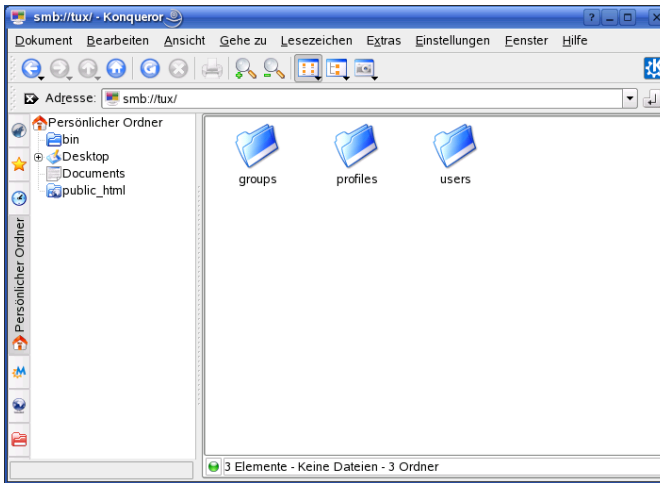 smb://tux/ - Konqueror
Dokument Bearbeiten Ansicht Gehe zu Lesezeichen Extras Einstellungen Fenster Hilfe
Adresse: smb://tux/
Persönlicher Ordner
bin
Desktop
Documents
public_html
Persönlicher Ordner
groups profiles users
3 Elemente - Keine Dateien - 3 Ordner